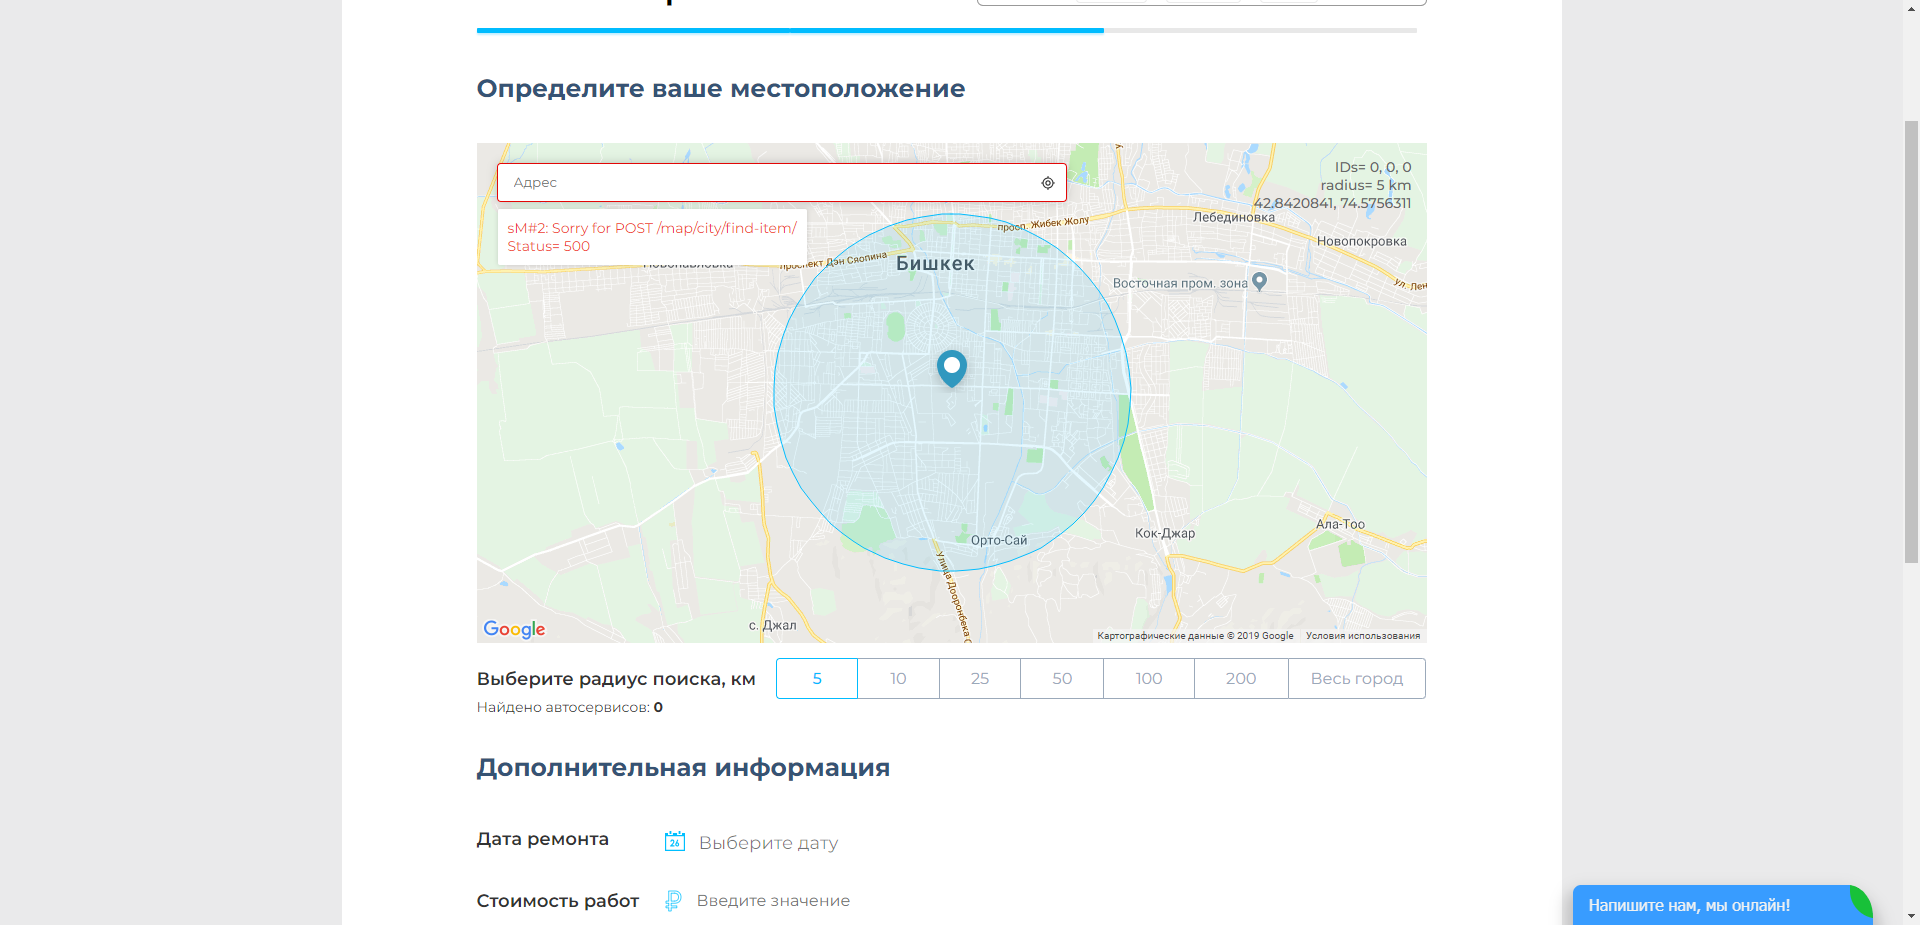 Определите ваше местоположение
Адрес
IDs= 0, 0, 0
radius= 5 km
42.8420841, 74.5756311
sM#2: Sorry for POST /map/city/find-item/
Status= 500
просп. Жибек Жолу
Лебединовка
Новопокровка
Новопавловка
проспект Дэн Сяопина
Бишкек
Восточная пром. зона
ул. Лен
Ала-Тоо
Кок-Джар
Орто-Сай
Улица Дооронбека С
с. Джал
Google
Картографические данные © 2019 Google
Условия использования
Выберите радиус поиска, км
5
10
25
50
100
200
Весь город
Найдено автосервисов: 0
Дополнительная информация
Дата ремонта
26
Выберите дату
Стоимость работ
₽
Введите значение
Напишите нам, мы онлайн!